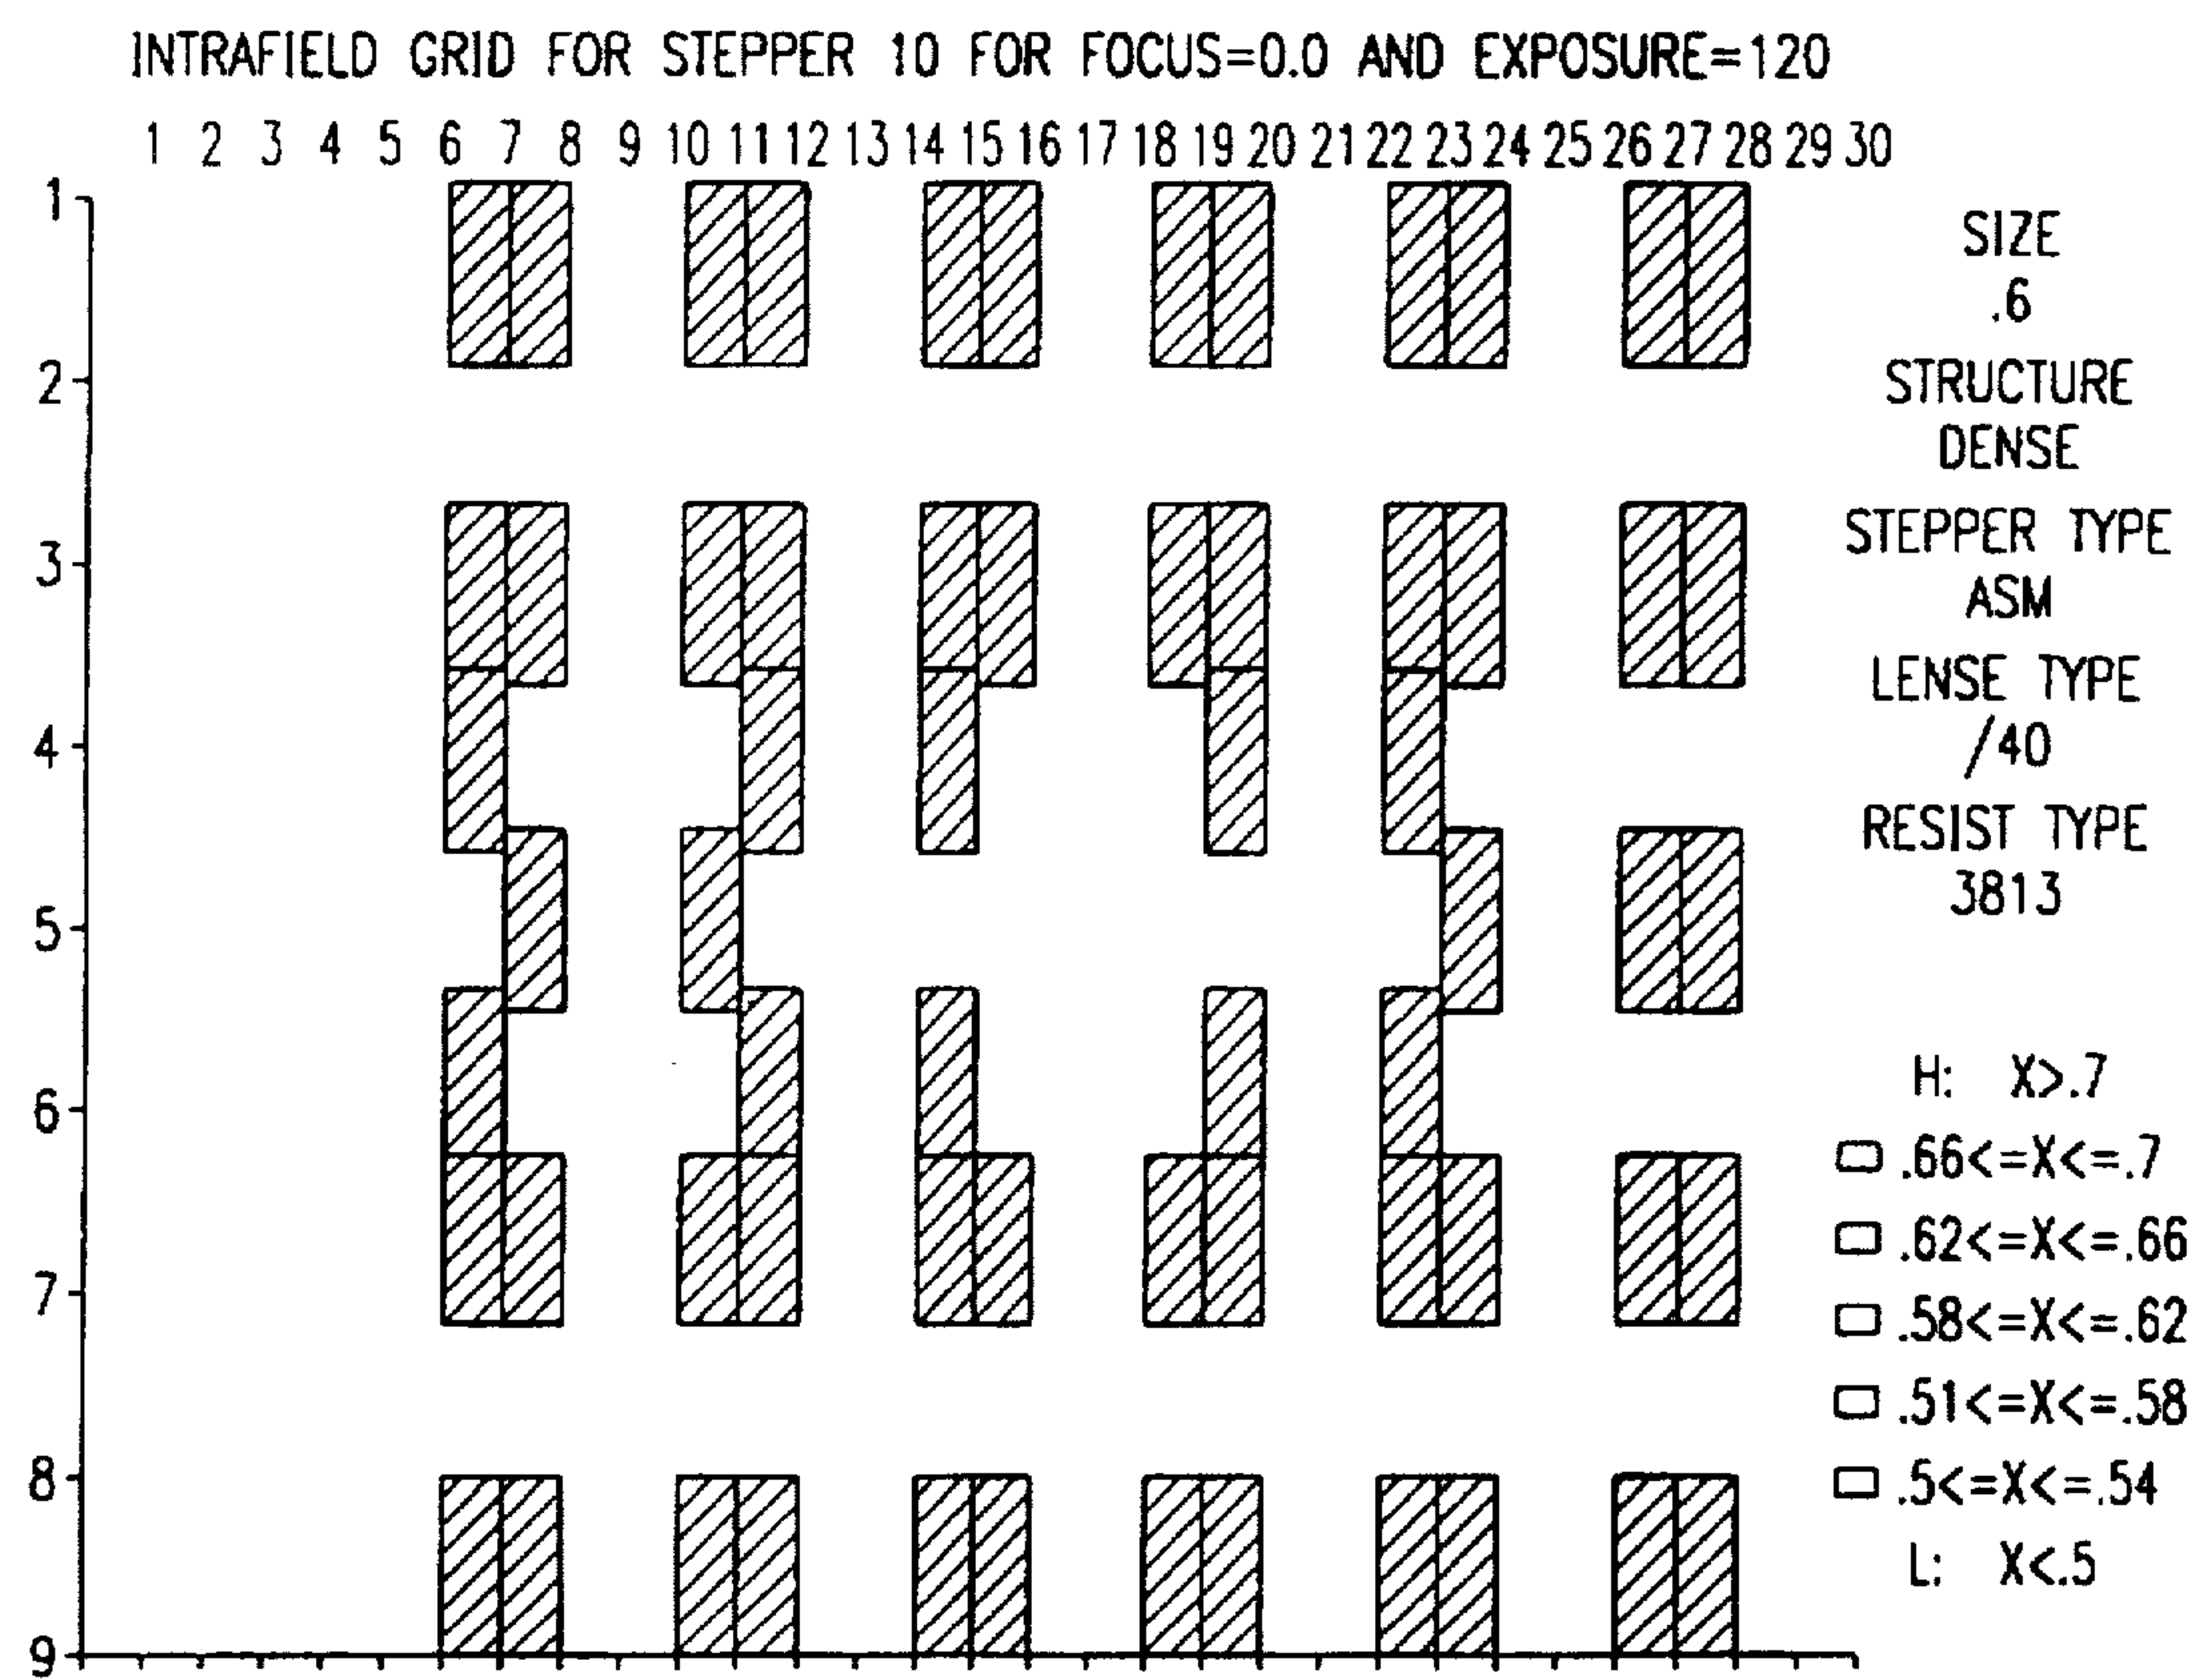 INTRAFIELD GRID FOR STEPPER 10 FOR FOCUS=0.0 AND EXPOSURE=120
1 2 3 4 5 6 7 8 9 10 11 12 13 14 15 16 17 18 19 20 21 22 23 24 25 26 27 28 29 30
1
2
3
4
5
6
7
8
9
SIZE
.6
STRUCTURE
DENSE
STEPPER TYPE
ASM
LENSE TYPE
/40
RESIST TYPE
3813
H: X>.7
.66<=X<=.7
.62<=X<=.66
.58<=X<=.62
.51<=X<=.58
.5<=X<=.54
L: X<.5